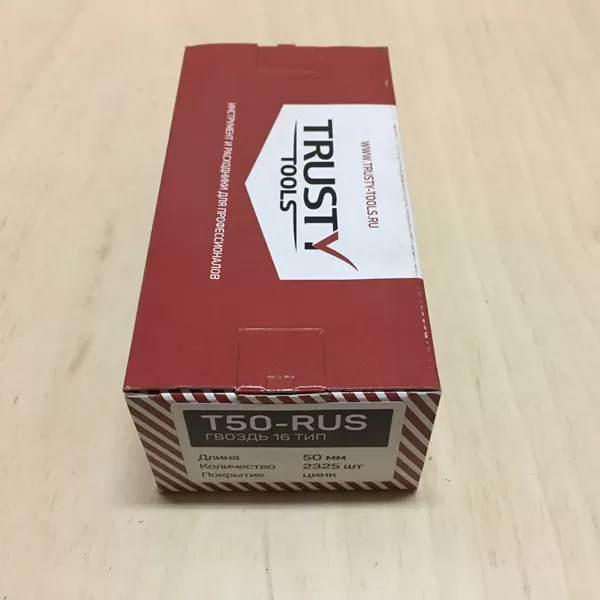 WWW.TRUSTY-TOOLS.RU
TRUSTY
TOOLS
ИНСТРУМЕНТ И РАСХОДНИКИ ДЛЯ ПРОФЕССИОНАЛОВ
T50-RUS
ГВОЗДЬ 16 ТИП
Длина 50 мм
Количество 2325 шт
Покрытие цинк